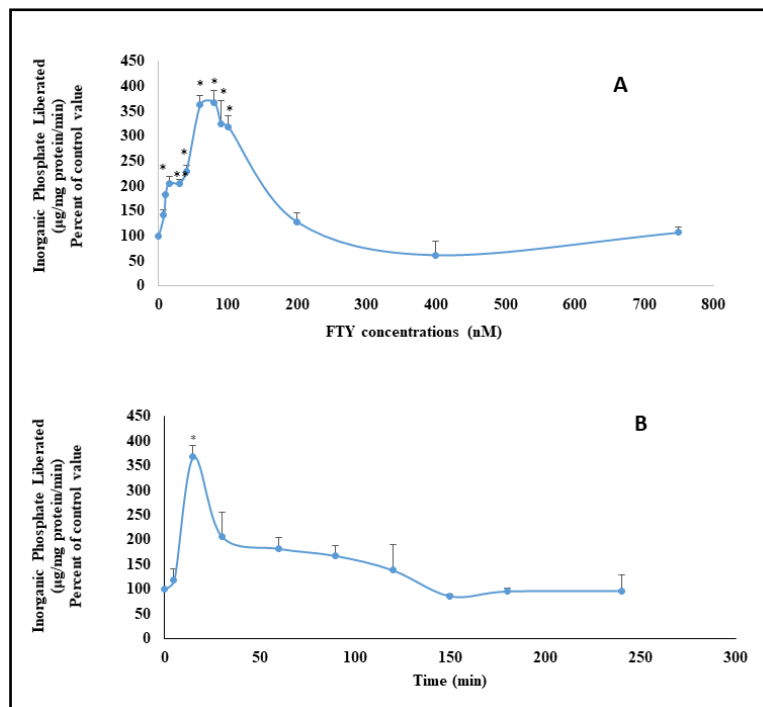 A
Inorganic Phosphate Liberated
(µg/mg protein/min)
Percent of control value
450
400
350
300
250
200
150
100
50
0
* * * * * * * * *
0 100 200 300 400 500 600 700 800
FTY concentrations (nM)
B
Inorganic Phosphate Liberated
(µg/mg protein/min)
Percent of control value
450
400
350
300
250
200
150
100
50
0
*
0 50 100 150 200 250 300
Time (min)